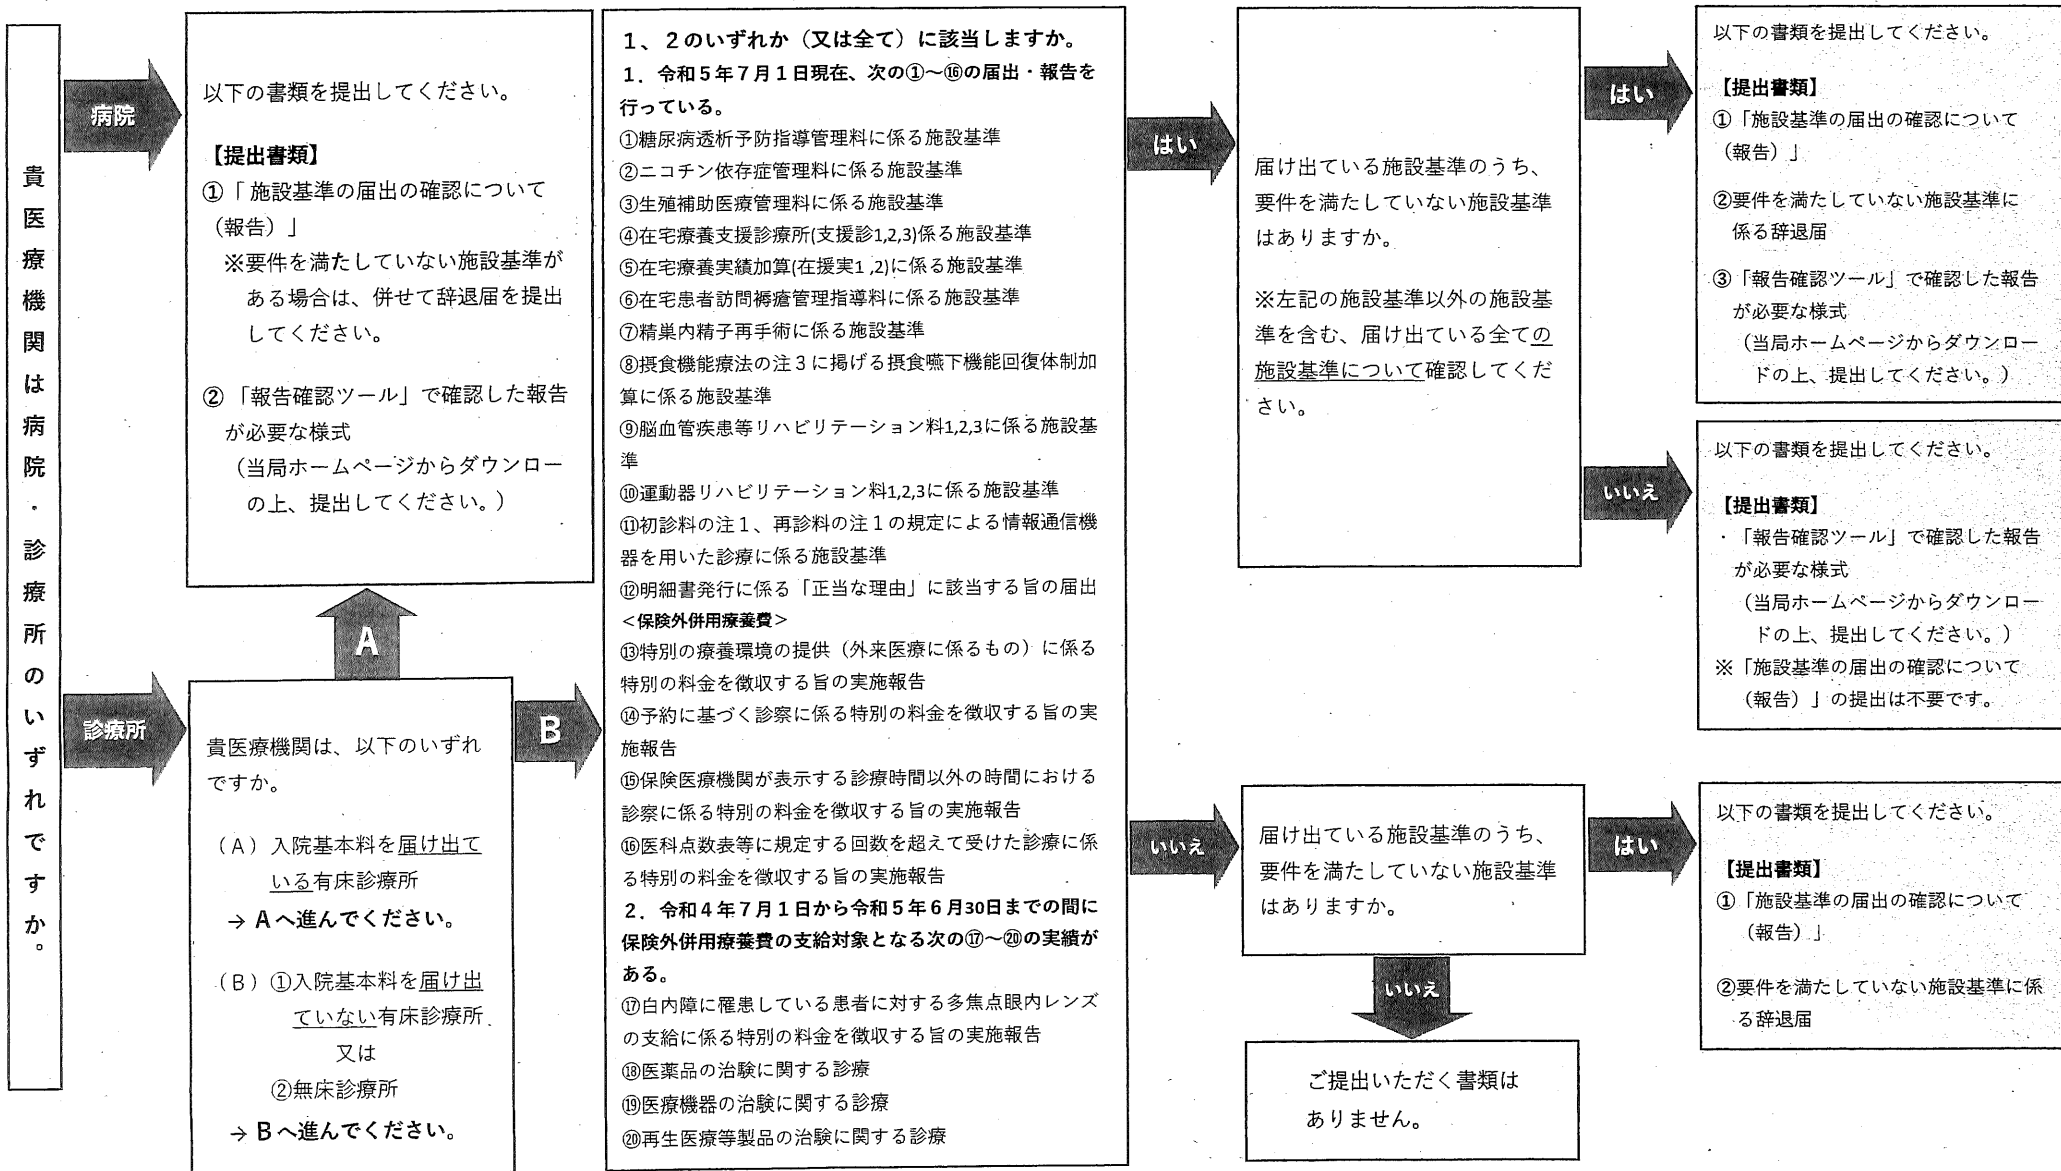 貴医療機関は病院・診療所のいずれですか。
病院
以下の書類を提出してください。
【提出書類】
①「施設基準の届出の確認について
（報告）」
※要件を満たしていない施設基準が
ある場合は、併せて辞退届を提出
してください。
②「報告確認ツール」で確認した報告
が必要な様式
（当局ホームページからダウンロー
の上、提出してください。）
A
診療所
貴医療機関は、以下のいずれ
ですか。
（A）入院基本料を届け出て
いる有床診療所
→ Aへ進んでください。
（B）①入院基本料を届け出
ていない有床診療所
又は
②無床診療所
→ Bへ進んでください。
B
1、2のいずれか（又は全て）に該当しますか。
1．令和5年7月1日現在、次の①～⑯の届出・報告を
行っている。
①糖尿病透析予防指導管理料に係る施設基準
②ニコチン依存症管理料に係る施設基準
③生殖補助医療管理料に係る施設基準
④在宅療養支援診療所(支援診1,2,3)係る施設基準
⑤在宅療養実績加算(在援実1 ,2)に係る施設基準
⑥在宅患者訪問褥瘡管理指導料に係る施設基準
⑦精巣内精子再手術に係る施設基準
⑧摂食機能療法の注３に掲げる摂食嚥下機能回復体制加
算に係る施設基準
⑨脳血管疾患等リハビリテーション料1,2,3に係る施設基
準
⑩運動器リハビリテーション料1,2,3に係る施設基準
⑪初診料の注１、再診料の注１の規定による情報通信機
器を用いた診療に係る施設基準
⑫明細書発行に係る「正当な理由」に該当する旨の届出
＜保険外併用療養費＞
⑬特別の療養環境の提供（外来医療に係るもの）に係る
特別の料金を徴収する旨の実施報告
⑭予約に基づく診察に係る特別の料金を徴収する旨の実
施報告
⑮保険医療機関が表示する診療時間以外の時間における
診察に係る特別の料金を徴収する旨の実施報告
⑯医科点数表等に規定する回数を超えて受けた診療に係
る特別の料金を徴収する旨の実施報告
2．令和4年7月1日から令和5年6月30日までの間に
保険外併用療養費の支給対象となる次の⑰～⑳の実績が
ある。
⑰白内障に罹患している患者に対する多焦点眼内レンズ
の支給に係る特別の料金を徴収する旨の実施報告
⑱医薬品の治験に関する診療
⑲医療機器の治験に関する診療
⑳再生医療等製品の治験に関する診療
はい
届け出ている施設基準のうち、
要件を満たしていない施設基準
はありますか。
※左記の施設基準以外の施設基
準を含む、届け出ている全ての
施設基準について確認してくだ
さい。
はい
以下の書類を提出してください。
【提出書類】
①「施設基準の届出の確認について
（報告）」
②要件を満たしていない施設基準に
係る辞退届
③「報告確認ツール」で確認した報告
が必要な様式
（当局ホームページからダウンロー
ドの上、提出してください。）
いいえ
以下の書類を提出してください。
【提出書類】
・「報告確認ツール」で確認した報告
が必要な様式
（当局ホームページからダウンロー
ドの上、提出してください。）
※「施設基準の届出の確認について
（報告）」の提出は不要です。
いいえ
届け出ている施設基準のうち、
要件を満たしていない施設基準
はありますか。
はい
以下の書類を提出してください。
【提出書類】
①「施設基準の届出の確認について
（報告）」
②要件を満たしていない施設基準に係
る辞退届
いいえ
ご提出いただく書類は
ありません。